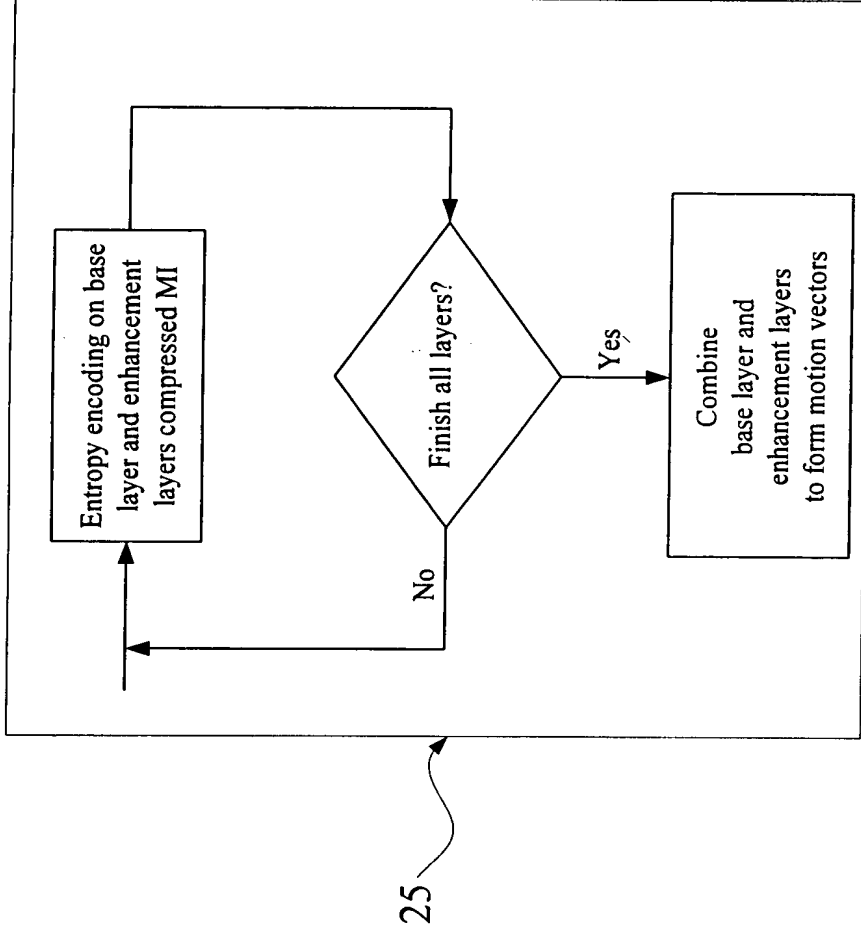 Entropy encoding on base
layer and enhancement
layers compressed MI
Finish all layers?
No
Yes
Combine
base layer and
enhancement layers
to form motion vectors
25